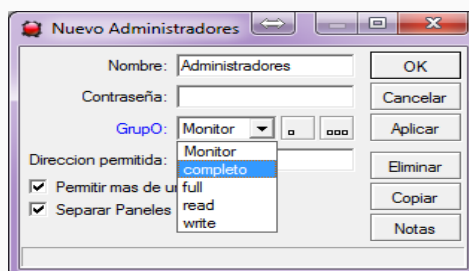 Nuevo Administradores
Nombre: Administradores OK
Contraseña: Cancelar
GrupO: Monitor Aplicar
Monitor
Direccion permitida: completo Eliminar
Permitir mas de full
read Copiar
Separar Paneles
write Notas